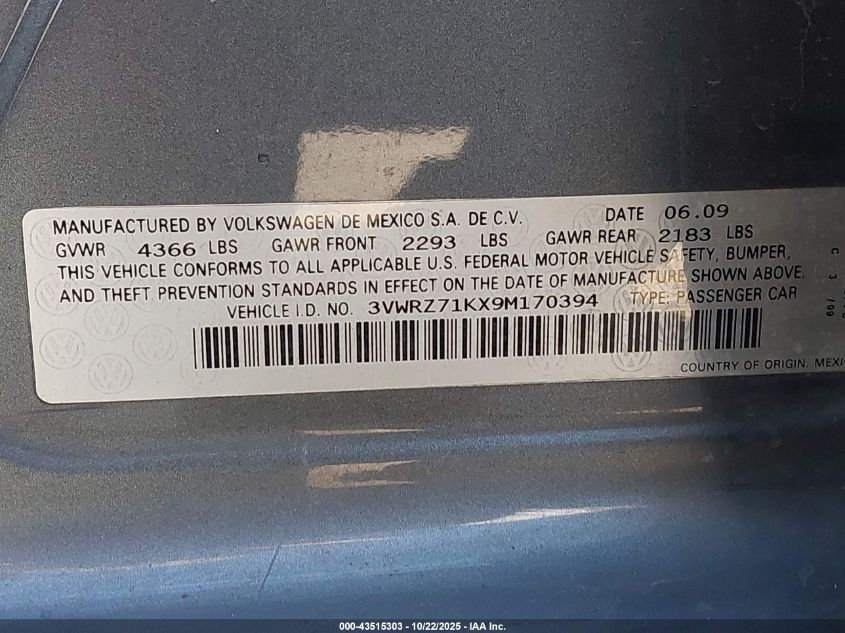 MANUFACTURED BY VOLKSWAGEN DE MEXICO S.A. DE C.V. DATE 06.09
GVWR 4366 LBS GAWR FRONT 2293 LBS GAWR REAR 2183 LBS
THIS VEHICLE CONFORMS TO ALL APPLICABLE U.S. FEDERAL MOTOR VEHICLE SAFETY, BUMPER,
AND THEFT PREVENTION STANDARDS IN EFFECT ON THE DATE OF MANUFACTURE SHOWN ABOVE.
VEHICLE I.D. NO. 3VWRZ71KX9M170394 TYPE: PASSENGER CAR
COUNTRY OF ORIGIN: MEXI
000-43515303 - 10/22/2025 - IAA Inc.